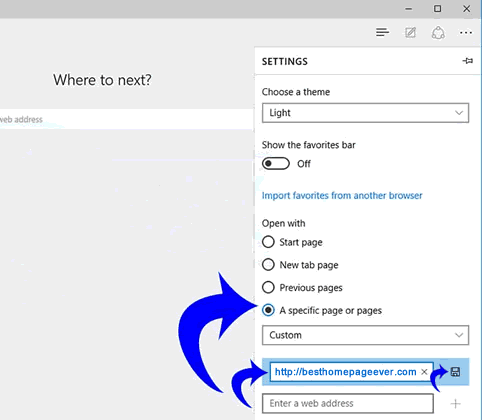 SETTINGS
Where to next?
web address
Choose a theme
Light
Show the favorites bar
Off
Import favorites from another browser
Open with
Start page
New tab page
Previous pages
A specific page or pages
Custom
http://besthomepageever.com
Enter a web address